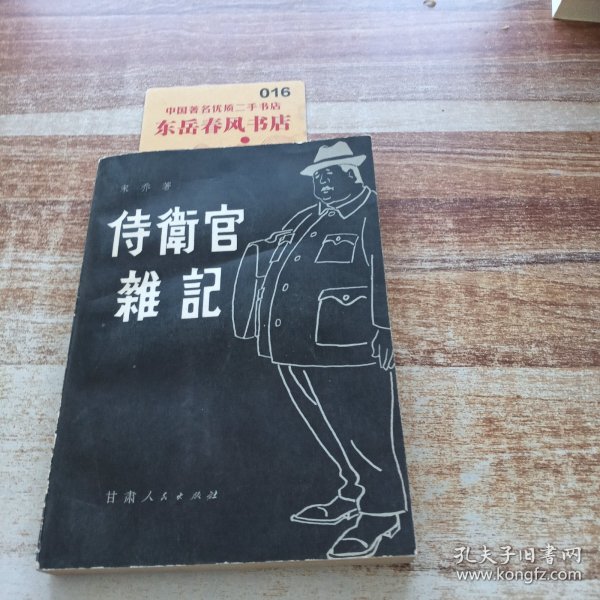 016
中国著名优质二手书店
东岳春风书店
宋乔著
侍衛官
雜記
甘肃人民出版社
孔夫子旧书网
www.kongfz.com